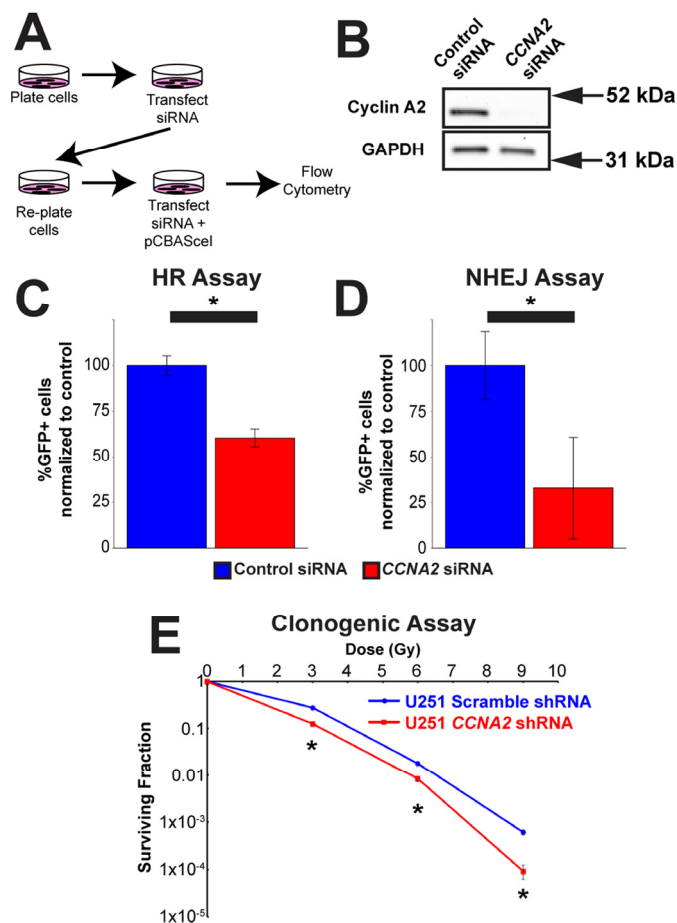 A
Plate cells
Transfect
siRNA
Re-plate
cells
Transfect
siRNA +
pCBASceI
Flow
Cytometry
B
Control
siRNA
CCNA2
siRNA
Cyclin A2
GAPDH
52 kDa
31 kDa
C
HR Assay
*
%GFP+ cells
normalized to control
100
75
50
25
0
D
NHEJ Assay
*
%GFP+ cells
normalized to control
100
75
50
25
0
Control siRNA
CCNA2 siRNA
E
Clonogenic Assay
Dose (Gy)
0 1 2 3 4 5 6 7 8 9 10
Surviving Fraction
1
0.1
0.01
1x10-3
1x10-4
1x10-5
U251 Scramble shRNA
U251 CCNA2 shRNA
*
*
*